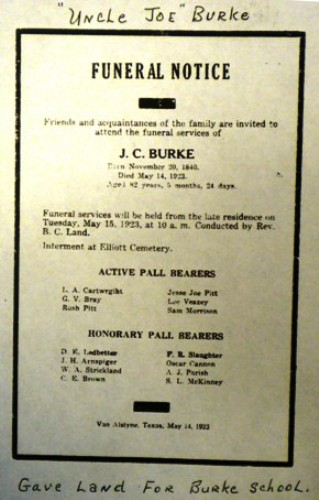 "Uncle Joe" Burke
FUNERAL NOTICE
Friends and acquaintances of the family are invited to
attend the funeral services of
J. C. BURKE
Born November 20, 1840.
Died May 14, 1923.
Aged 82 years, 5 months, 24 days.
Funeral services will be held from the late residence on
Tuesday, May 15, 1923, at 10 a. m. Conducted by Rev.
B. C. Land.
Interment at Elliott Cemetery.
ACTIVE PALL BEARERS
L. A. Cartwrgiht
G. V. Bray
Rush Pitt
Jesse Joe Pitt
Lee Veazey
Sam Morrison
HONORARY PALL BEARERS
D. E. Ledbetter
J. H. Arnspiger
W. A. Strickland
C. E. Brown
F. R. Slaughter
Oscar Cannon
A. J. Parish
S. L. McKinney
Van Alstyne, Texas, May 14, 1923
Gave Land For Burke School.